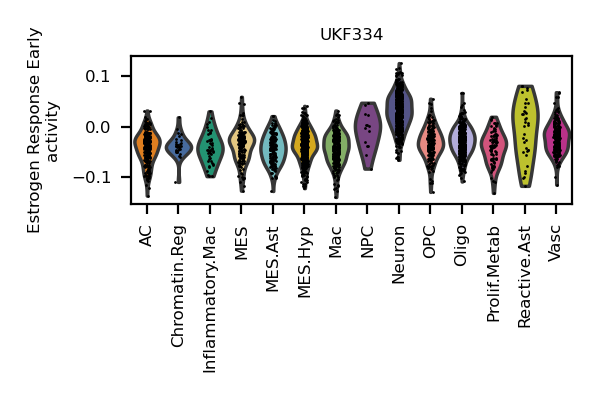 UKF334
Estrogen Response Early
activity
0.1
0.0
−0.1
AC
Chromatin.Reg
Inflammatory.Mac
MES
MES.Ast
MES.Hyp
Mac
NPC
Neuron
OPC
Oligo
Prolif.Metab
Reactive.Ast
Vasc